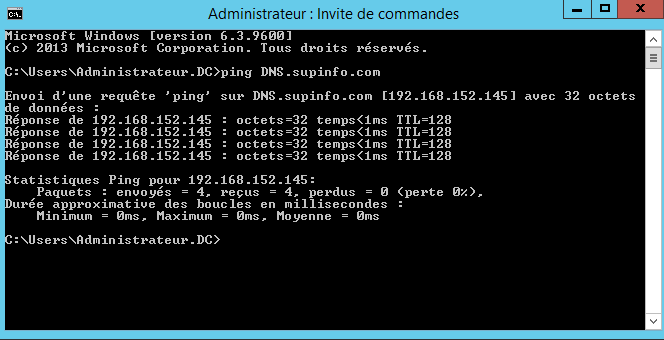 Administrateur : Invite de commandes
Microsoft Windows [version 6.3.9600]
(c) 2013 Microsoft Corporation. Tous droits réservés.
C:\Users\Administrateur.DC>ping DNS.supinfo.com
Envoi d'une requête 'ping' sur DNS.supinfo.com [192.168.152.145] avec 32 octets
de données :
Réponse de 192.168.152.145 : octets=32 temps<1ms TTL=128
Réponse de 192.168.152.145 : octets=32 temps<1ms TTL=128
Réponse de 192.168.152.145 : octets=32 temps<1ms TTL=128
Réponse de 192.168.152.145 : octets=32 temps<1ms TTL=128
Statistiques Ping pour 192.168.152.145:
Paquets : envoyés = 4, reçus = 4, perdus = 0 (perte 0%),
Durée approximative des boucles en millisecondes :
Minimum = 0ms, Maximum = 0ms, Moyenne = 0ms
C:\Users\Administrateur.DC>